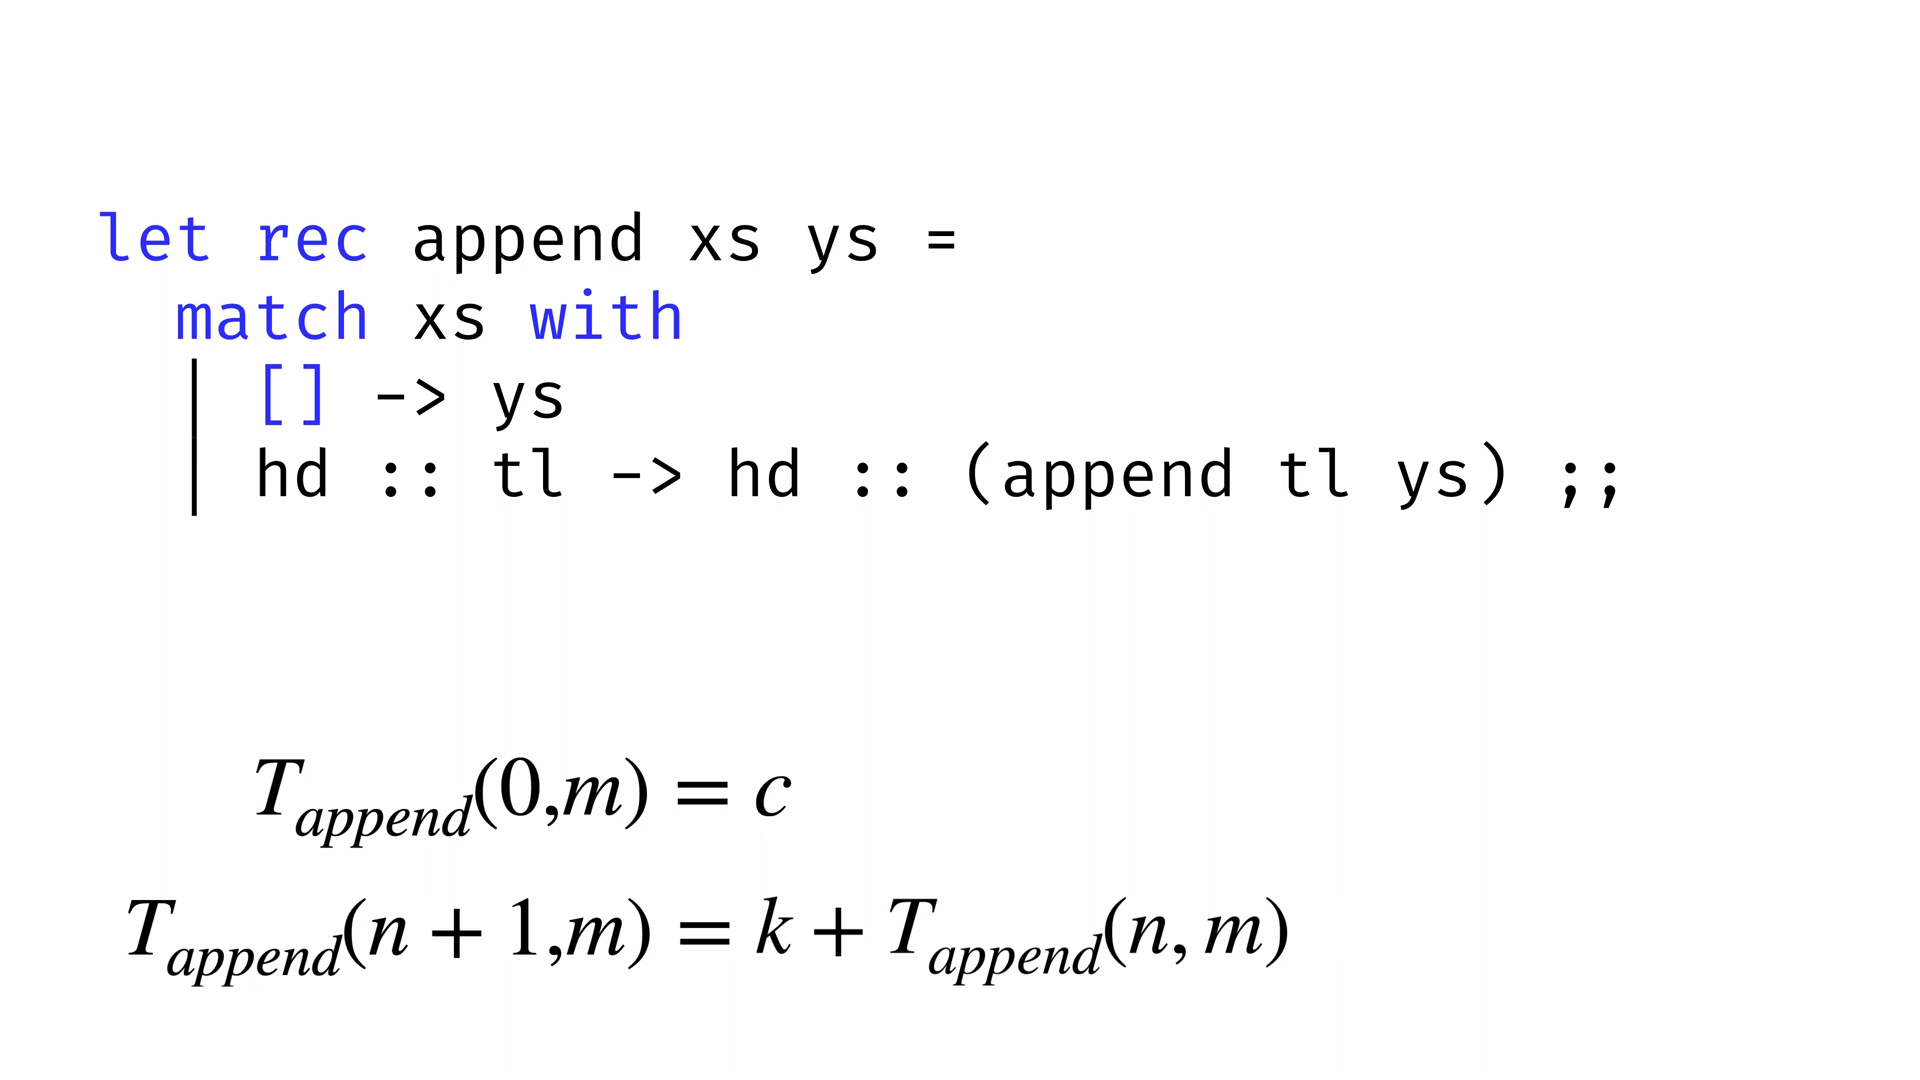 let rec append xs ys =
match xs with
| [] -> ys
| hd :: tl -> hd :: (append tl ys) ;;
T_append(0,m) = c
T_append(n + 1,m) = k + T_append(n, m)